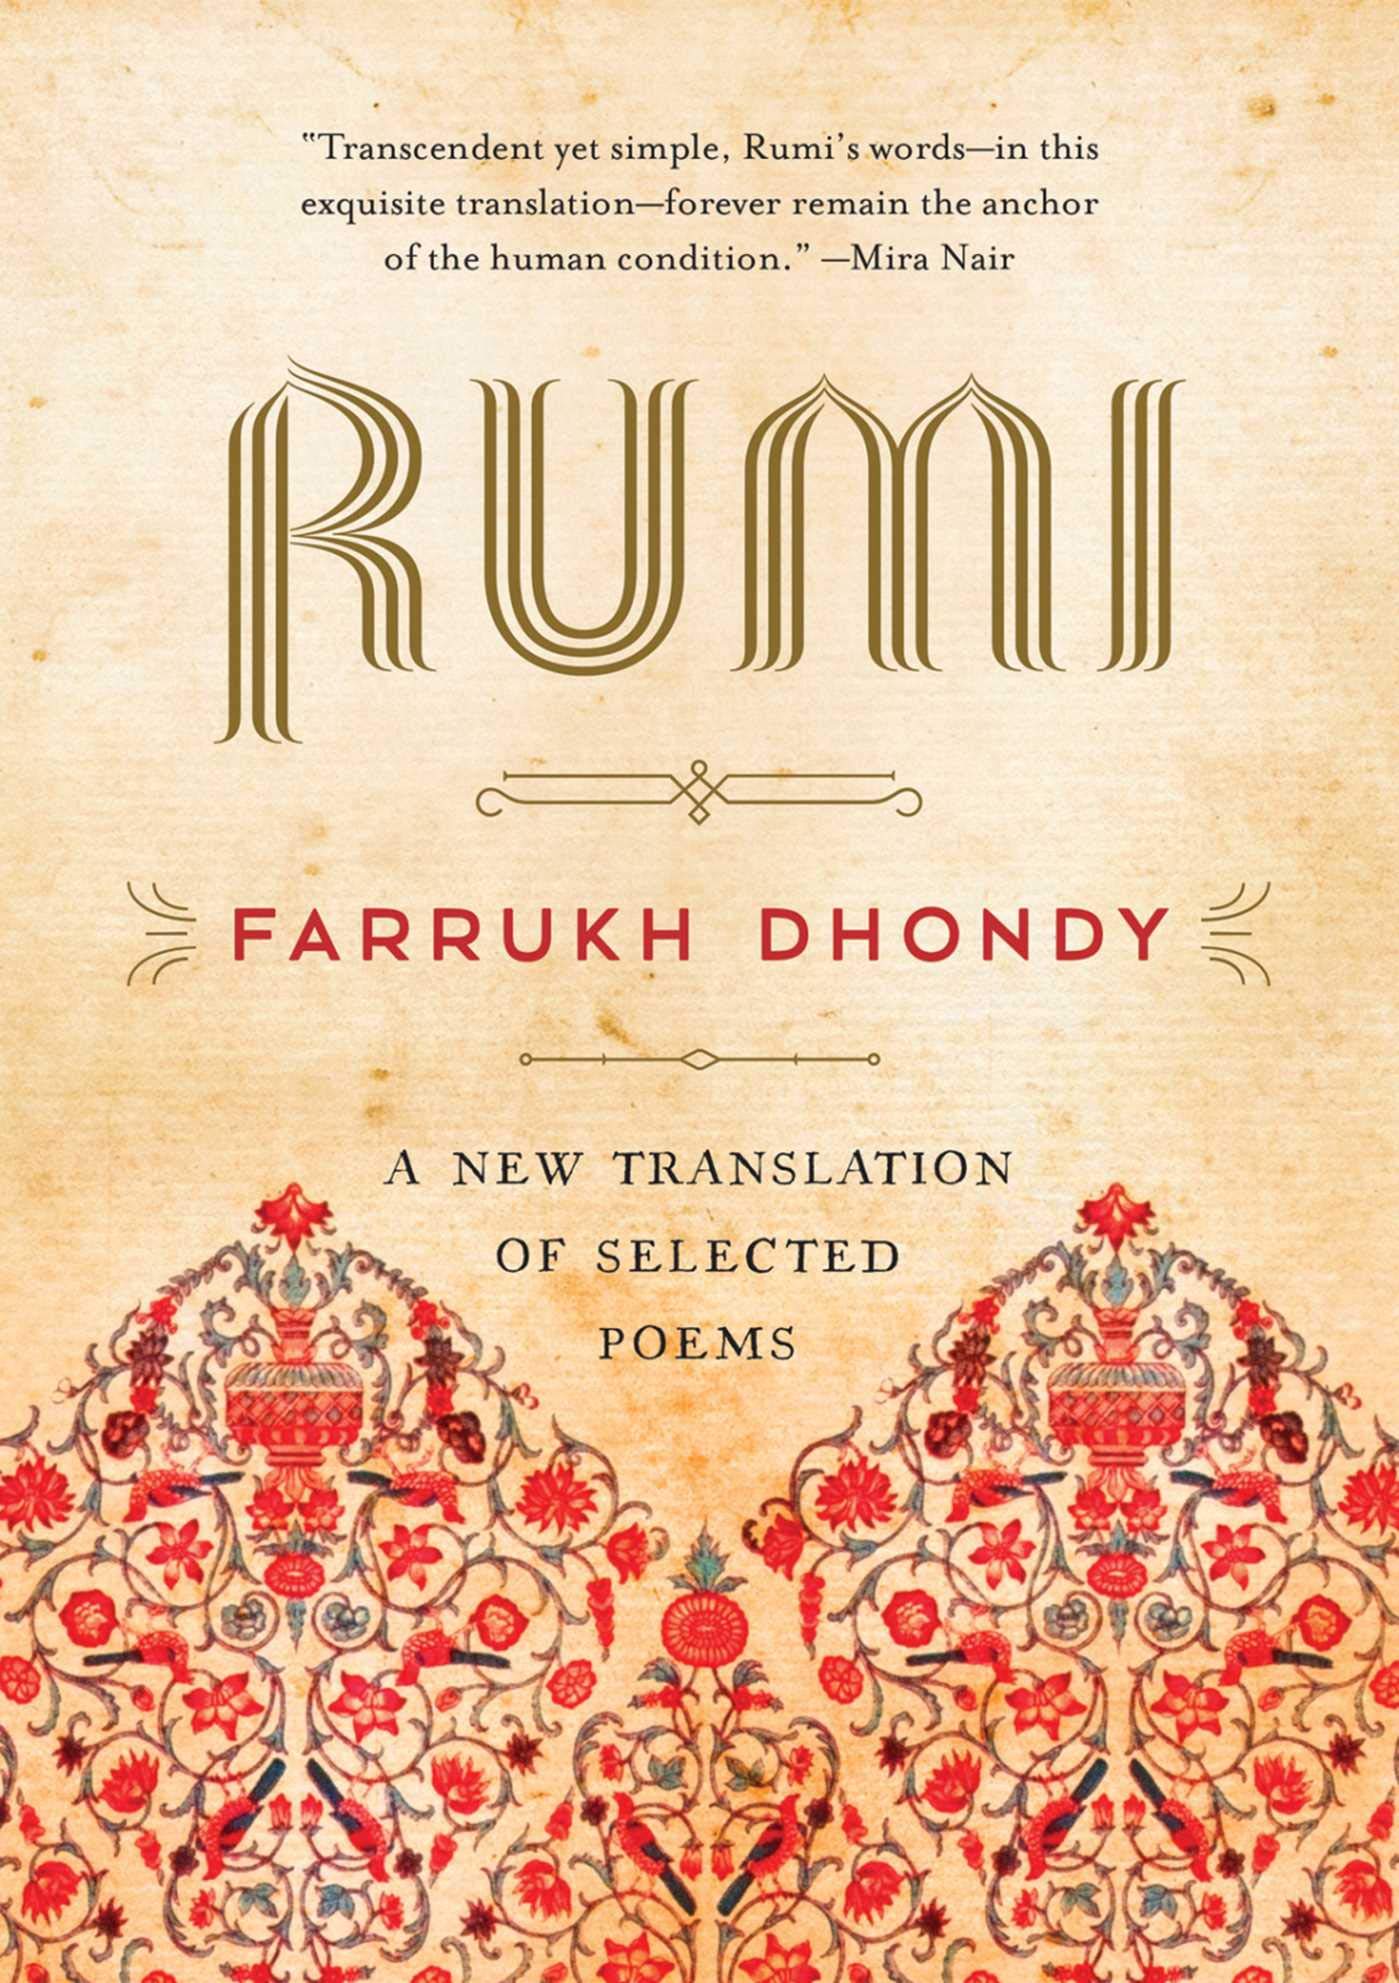 “Transcendent yet simple, Rumi’s words—in this
exquisite translation—forever remain the anchor
of the human condition.” —Mira Nair
RUMI
FARRUKH DHONDY
A NEW TRANSLATION
OF SELECTED
POEMS